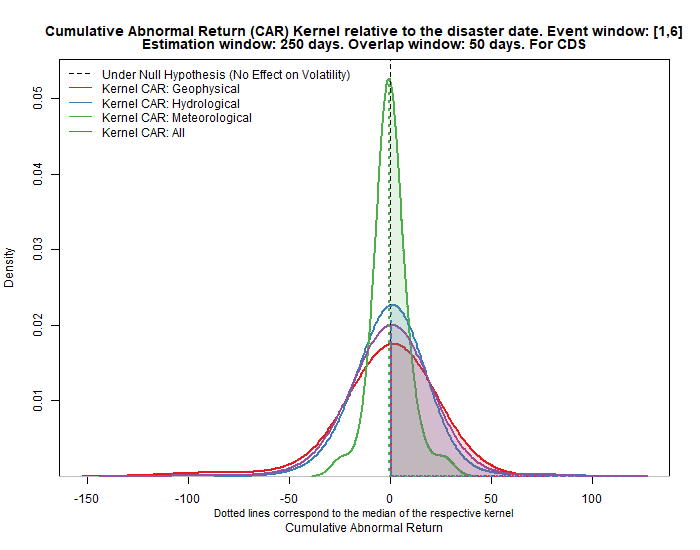 Cumulative Abnormal Return (CAR) Kernel relative to the disaster date. Event window: [1,6]
Estimation window: 250 days. Overlap window: 50 days. For CDS
Under Null Hypothesis (No Effect on Volatility)
Kernel CAR: Geophysical
Kernel CAR: Hydrological
Kernel CAR: Meteorological
Kernel CAR: All
0.05
0.04
0.03
0.02
0.01
Density
-150 -100 -50 0 50 100
Dotted lines correspond to the median of the respective kernel
Cumulative Abnormal Return